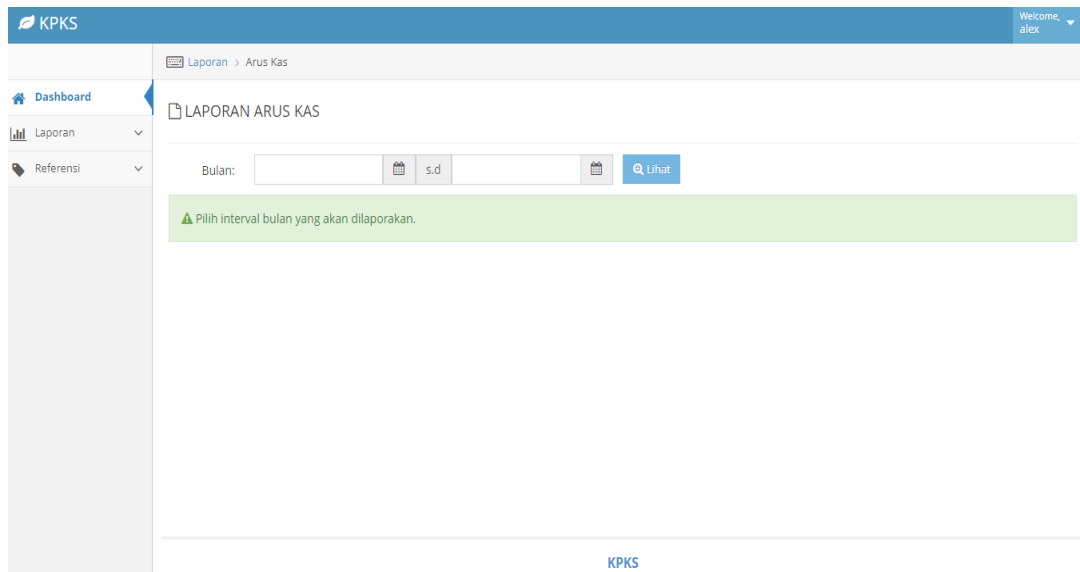 KPKS
Welcome,
alex
Laporan > Arus Kas
Dashboard
Laporan
Referensi
LAPORAN ARUS KAS
Bulan: s.d Lihat
Pilih interval bulan yang akan dilaporakan.
KPKS